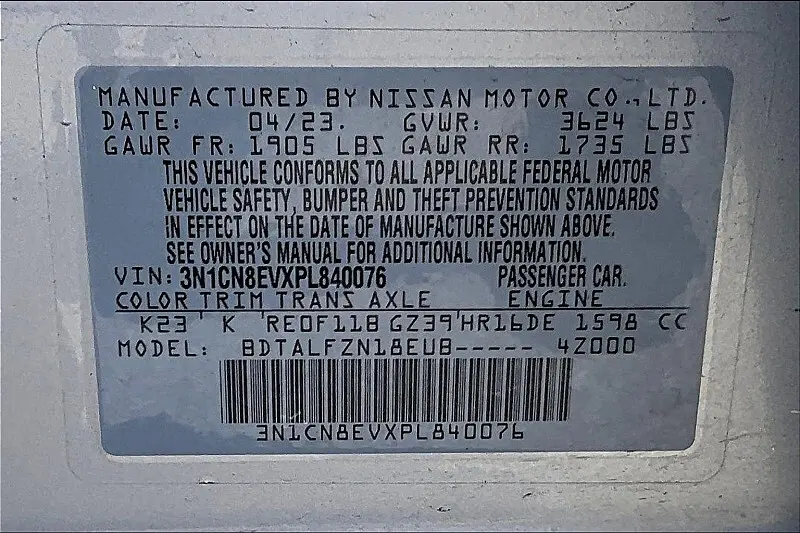 MANUFACTURED BY NISSAN MOTOR CO., LTD.
DATE: 04/23. GVWR: 3624 LBS
GAWR FR: 1905 LBS GAWR RR: 1735 LBS
THIS VEHICLE CONFORMS TO ALL APPLICABLE FEDERAL MOTOR
VEHICLE SAFETY, BUMPER AND THEFT PREVENTION STANDARDS
IN EFFECT ON THE DATE OF MANUFACTURE SHOWN ABOVE.
SEE OWNER'S MANUAL FOR ADDITIONAL INFORMATION.
VIN: 3N1CN8EVXPL840076 PASSENGER CAR.
COLOR TRIM TRANS AXLE ENGINE
K23 K RE0F11B GZ39 HR16DE 1598 CC
MODEL: BDTALFZN18EUB----- 4Z000
3N1CN8EVXPL840076